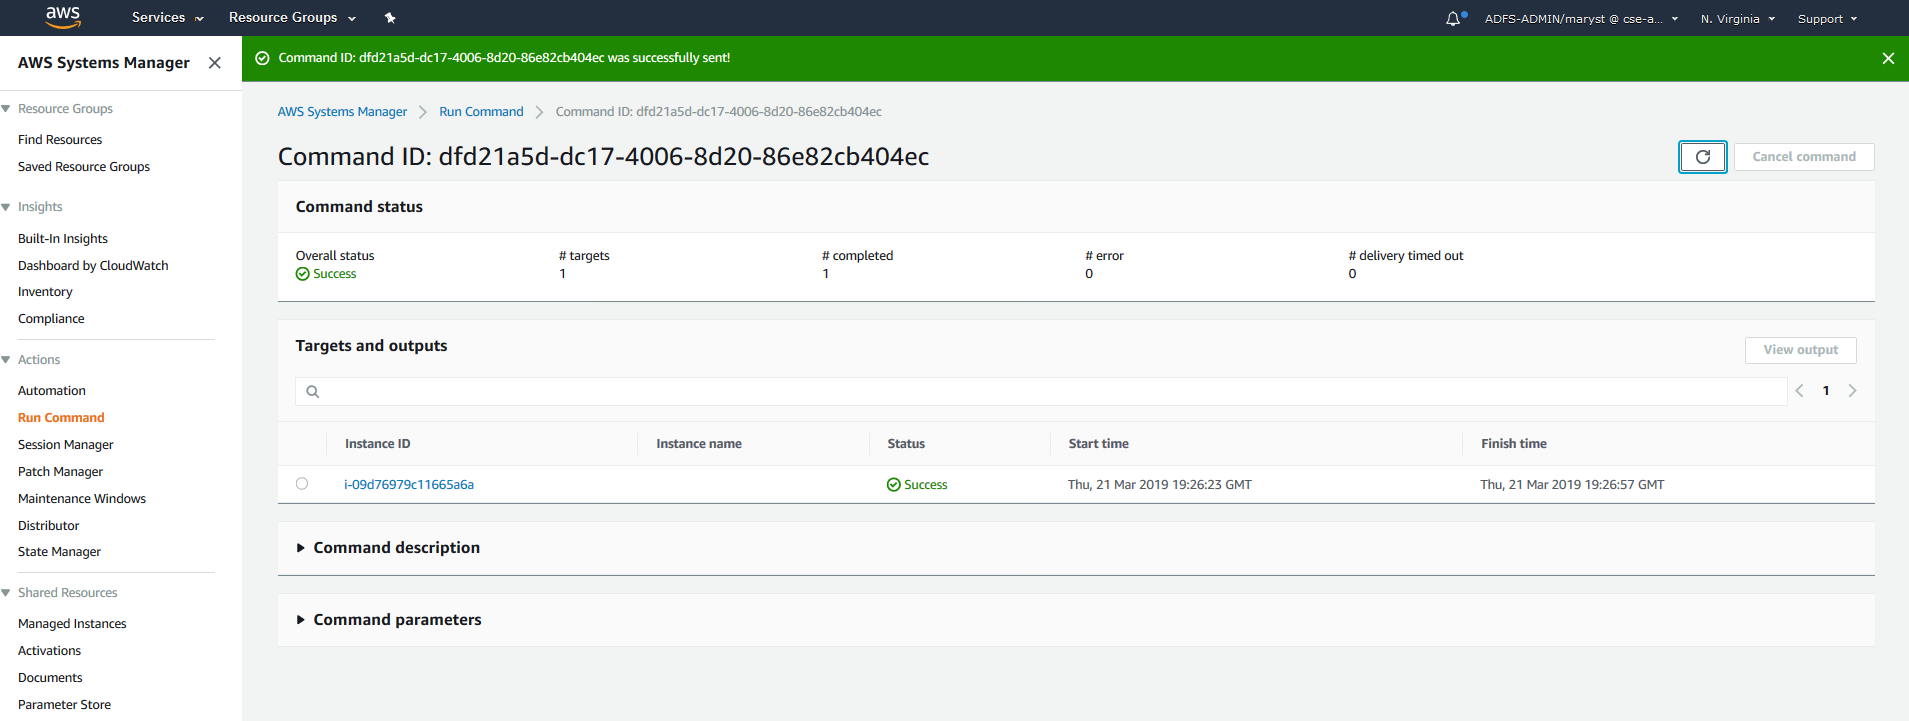 aws
Services
Resource Groups
ADFS-ADMIN/maryst @ cse-a...
N. Virginia
Support
AWS Systems Manager
Command ID: dfd21a5d-dc17-4006-8d20-86e82cb404ec was successfully sent!
Resource Groups
Find Resources
Saved Resource Groups
Insights
Built-In Insights
Dashboard by CloudWatch
Inventory
Compliance
Actions
Automation
Run Command
Session Manager
Patch Manager
Maintenance Windows
Distributor
State Manager
Shared Resources
Managed Instances
Activations
Documents
Parameter Store
AWS Systems Manager > Run Command > Command ID: dfd21a5d-dc17-4006-8d20-86e82cb404ec
Command ID: dfd21a5d-dc17-4006-8d20-86e82cb404ec
Cancel command
Command status
Overall status # targets # completed # error # delivery timed out
Success 1 1 0 0
Targets and outputs
View output
1
Instance ID Instance name Status Start time Finish time
i-09d76979c11665a6a Success Thu, 21 Mar 2019 19:26:23 GMT Thu, 21 Mar 2019 19:26:57 GMT
Command description
Command parameters